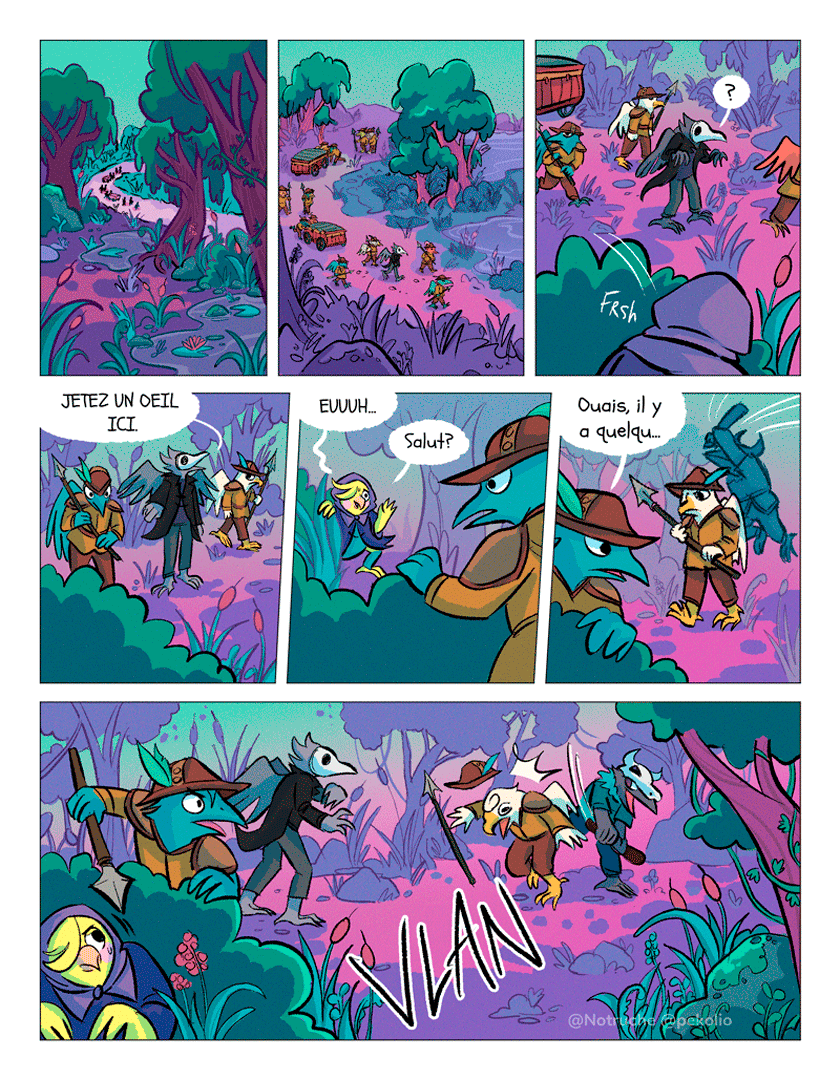 ?
FRSh
JETEZ UN OEIL
ICI.
EUUUH...
Salut?
Ouais, il y
a quelqu...
VLAN
@Notruche @pekolio